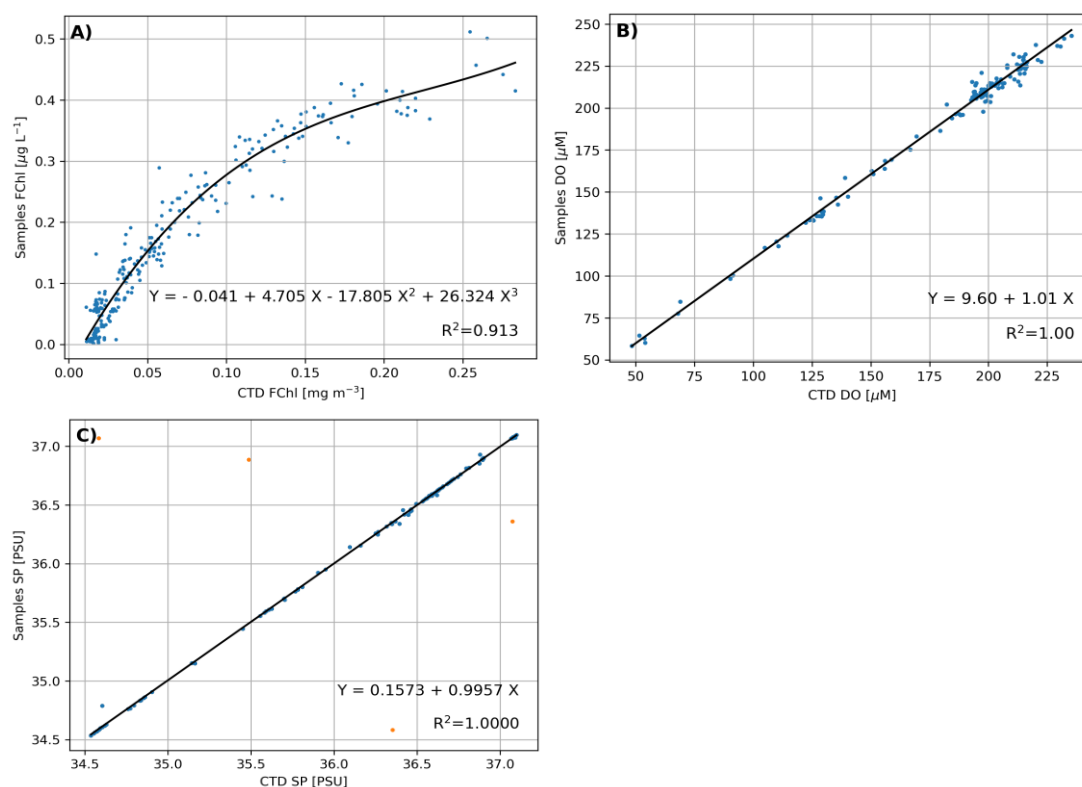 A)
Samples FChl [μg L⁻¹]
0.5
0.4
0.3
0.2
0.1
0.0
Y = - 0.041 + 4.705 X - 17.805 X² + 26.324 X³
R²=0.913
0.00 0.05 0.10 0.15 0.20 0.25
CTD FChl [mg m⁻³]
B)
Samples DO [μM]
250
225
200
175
150
125
100
75
50
Y = 9.60 + 1.01 X
R²=1.00
50 75 100 125 150 175 200 225
CTD DO [μM]
C)
Samples SP [PSU]
37.0
36.5
36.0
35.5
35.0
34.5
Y = 0.1573 + 0.9957 X
R²=1.0000
34.5 35.0 35.5 36.0 36.5 37.0
CTD SP [PSU]